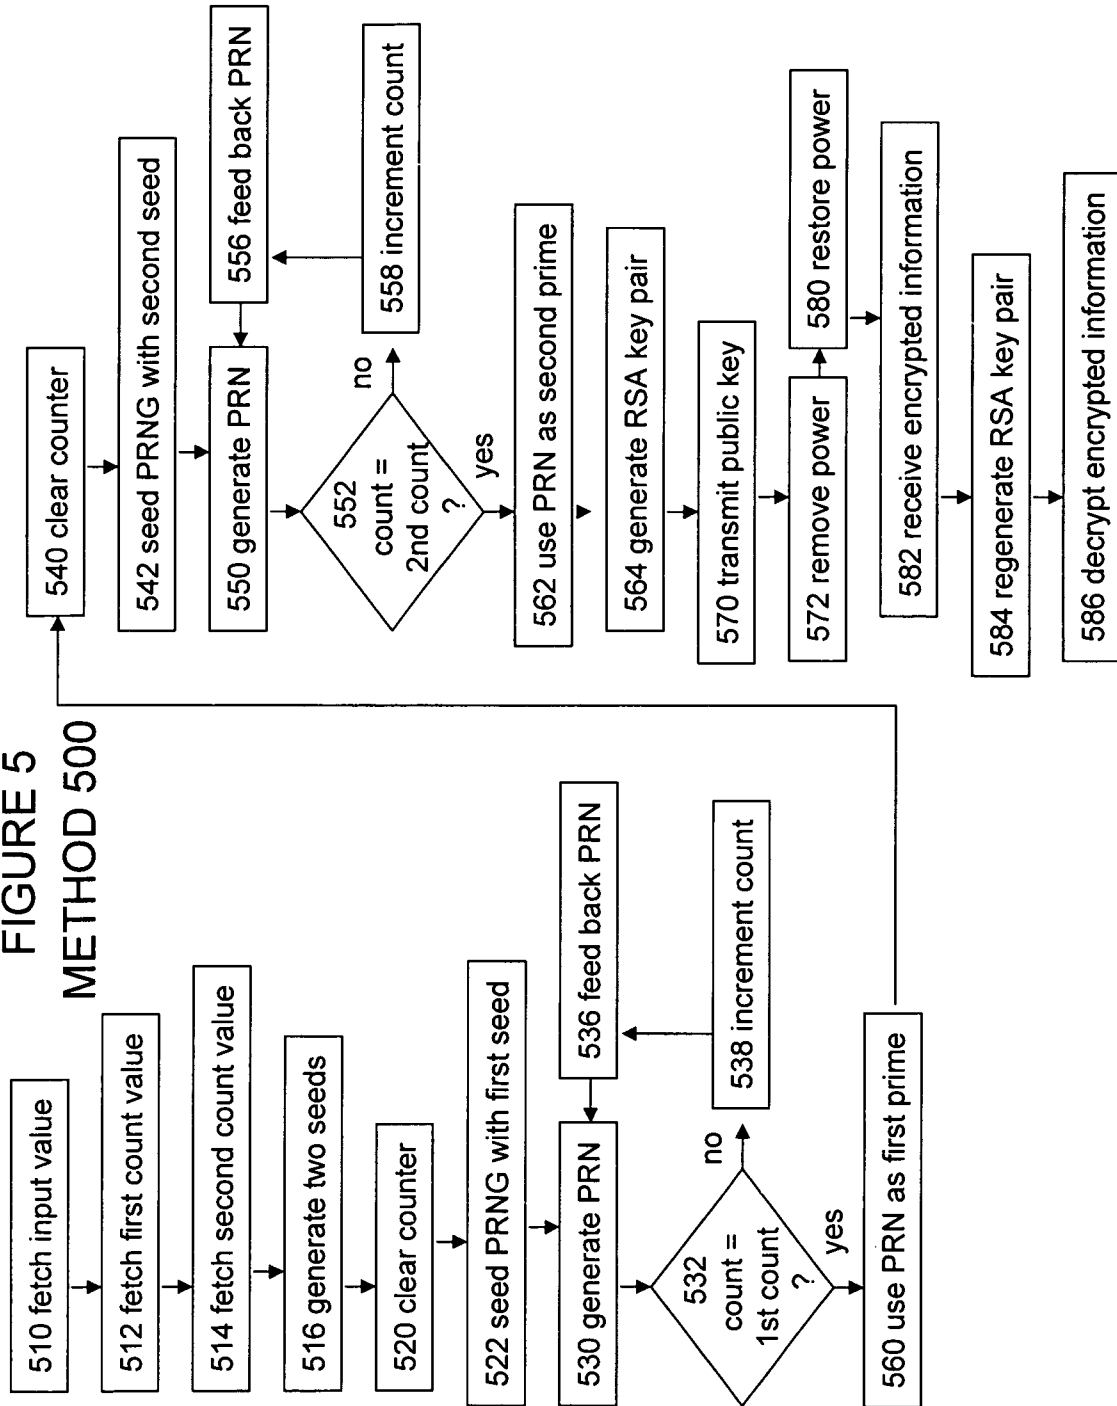 FIGURE 5
METHOD 500
510 fetch input value
512 fetch first count value
514 fetch second count value
516 generate two seeds
520 clear counter
522 seed PRNG with first seed
530 generate PRN
536 feed back PRN
532
count =
1st count
?
no
538 increment count
yes
560 use PRN as first prime
540 clear counter
542 seed PRNG with second seed
550 generate PRN
556 feed back PRN
552
count =
2nd count
?
no
558 increment count
yes
562 use PRN as second prime
564 generate RSA key pair
570 transmit public key
572 remove power
580 restore power
582 receive encrypted information
584 regenerate RSA key pair
586 decrypt encrypted information